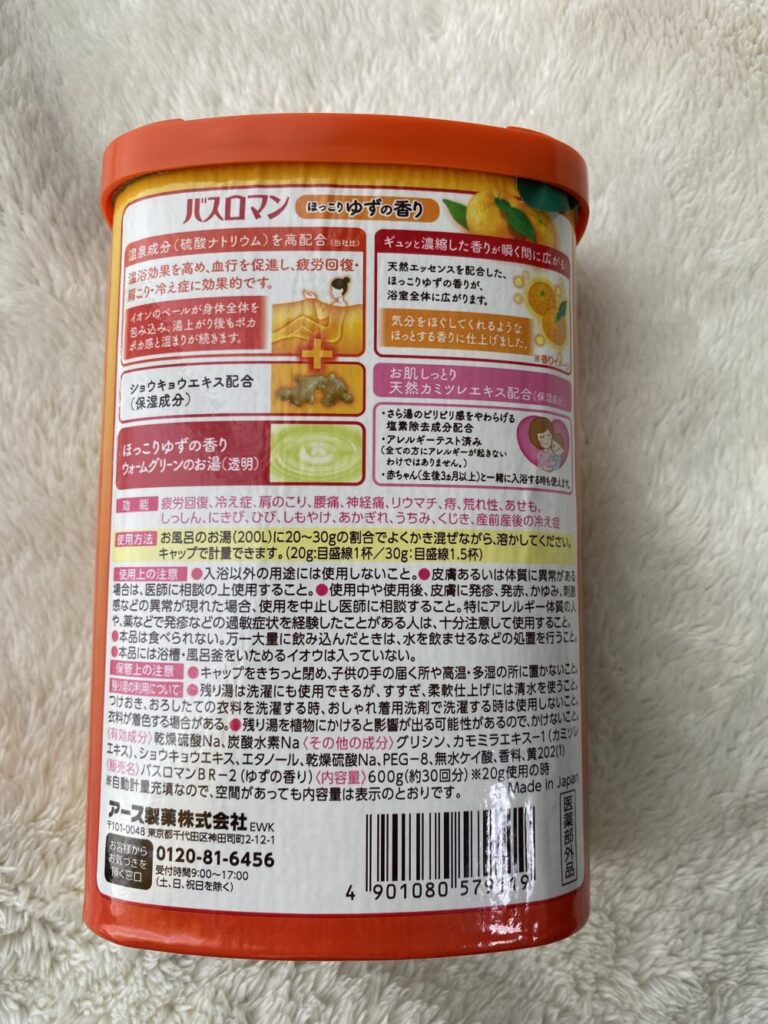 バスロマン ほっこりゆずの香り
温泉成分(硫酸ナトリウム)を高配合(当社比)
温浴効果を高め、血行を促進し、疲労回復・
肩こり・冷え症に効果的です。
イオンのベールが身体全体を
包み込み、湯上がり後もポカ
ポカ感と温まりが続きます。
ショウキョウエキス配合
(保湿成分)
ほっこりゆずの香り
ウォームグリーンのお湯(透明)
ギュッと濃縮した香りが瞬く間に広がる!
天然エッセンスを配合した、
ほっこりゆずの香りが、
浴室全体に広がります。
気分をほぐしてくれるような
ほっとする香りに仕上げました。
※香りイメージ
お肌しっとり
天然カミツレエキス配合(保湿成分)
・さら湯のピリピリ感をやわらげる
塩素除去成分配合
・アレルギーテスト済み
(全ての方にアレルギーが起きない
わけではありません。)
・赤ちゃん(生後3ヵ月以上)と一緒に入浴する時も使えます。
効能 疲労回復、冷え症、肩のこり、腰痛、神経痛、リウマチ、痔、荒れ性、あせも、
しっしん、にきび、ひび、しもやけ、あかぎれ、うちみ、くじき、産前産後の冷え症
使用方法 お風呂のお湯(200L)に20〜30gの割合でよくかき混ぜながら、溶かしてください。
キャップで計量できます。(20g:目盛線1杯/30g:目盛線1.5杯)
使用上の注意 ●入浴以外の用途には使用しないこと。●皮膚あるいは体質に異常がある
場合は、医師に相談の上使用すること。●使用中や使用後、皮膚に発疹、発赤、かゆみ、刺激
感などの異常が現れた場合、使用を中止し医師に相談すること。特にアレルギー体質の人
や、薬などで発疹などの過敏症状を経験したことがある人は、十分注意して使用すること。
●本品は食べられない。万一大量に飲み込んだときは、水を飲ませるなどの処置を行うこと。
●本品には浴槽・風呂釜をいためるイオウは入っていない。
保管上の注意 ●キャップをきちっと閉め、子供の手の届く所や高温・多湿の所に置かないこと。
残り湯の利用について ●残り湯は洗濯にも使用できるが、すすぎ、柔軟仕上げには清水を使うこと。
つけおき、おろしたての衣料を洗濯する時、おしゃれ着用洗剤で洗濯する時は使用しない。
衣料が着色する場合がある。●残り湯を植物にかけると影響が出る可能性があるので、かけないこと。
〈有効成分〉乾燥硫酸Na、炭酸水素Na〈その他の成分〉グリシン、カモミラエキス-1(カミツレ
エキス)、ショウキョウエキス、エタノール、乾燥硫酸Na、PEG-8、無水ケイ酸、香料、黄202(1)
〈販売名〉バスロマンBR-2(ゆずの香り)〈内容量〉600g(約30回分)※20g使用の時
※自動計量充填なので、空間があっても内容量は表示のとおりです。
Made in Japan
アース製薬株式会社 EWK
〒101-0048 東京都千代田区神田司町2-12-1
お客様から
お気づきを
頂く窓口
0120-81-6456
受付時間9:00〜17:00
(土、日、祝日を除く)
医薬部外品